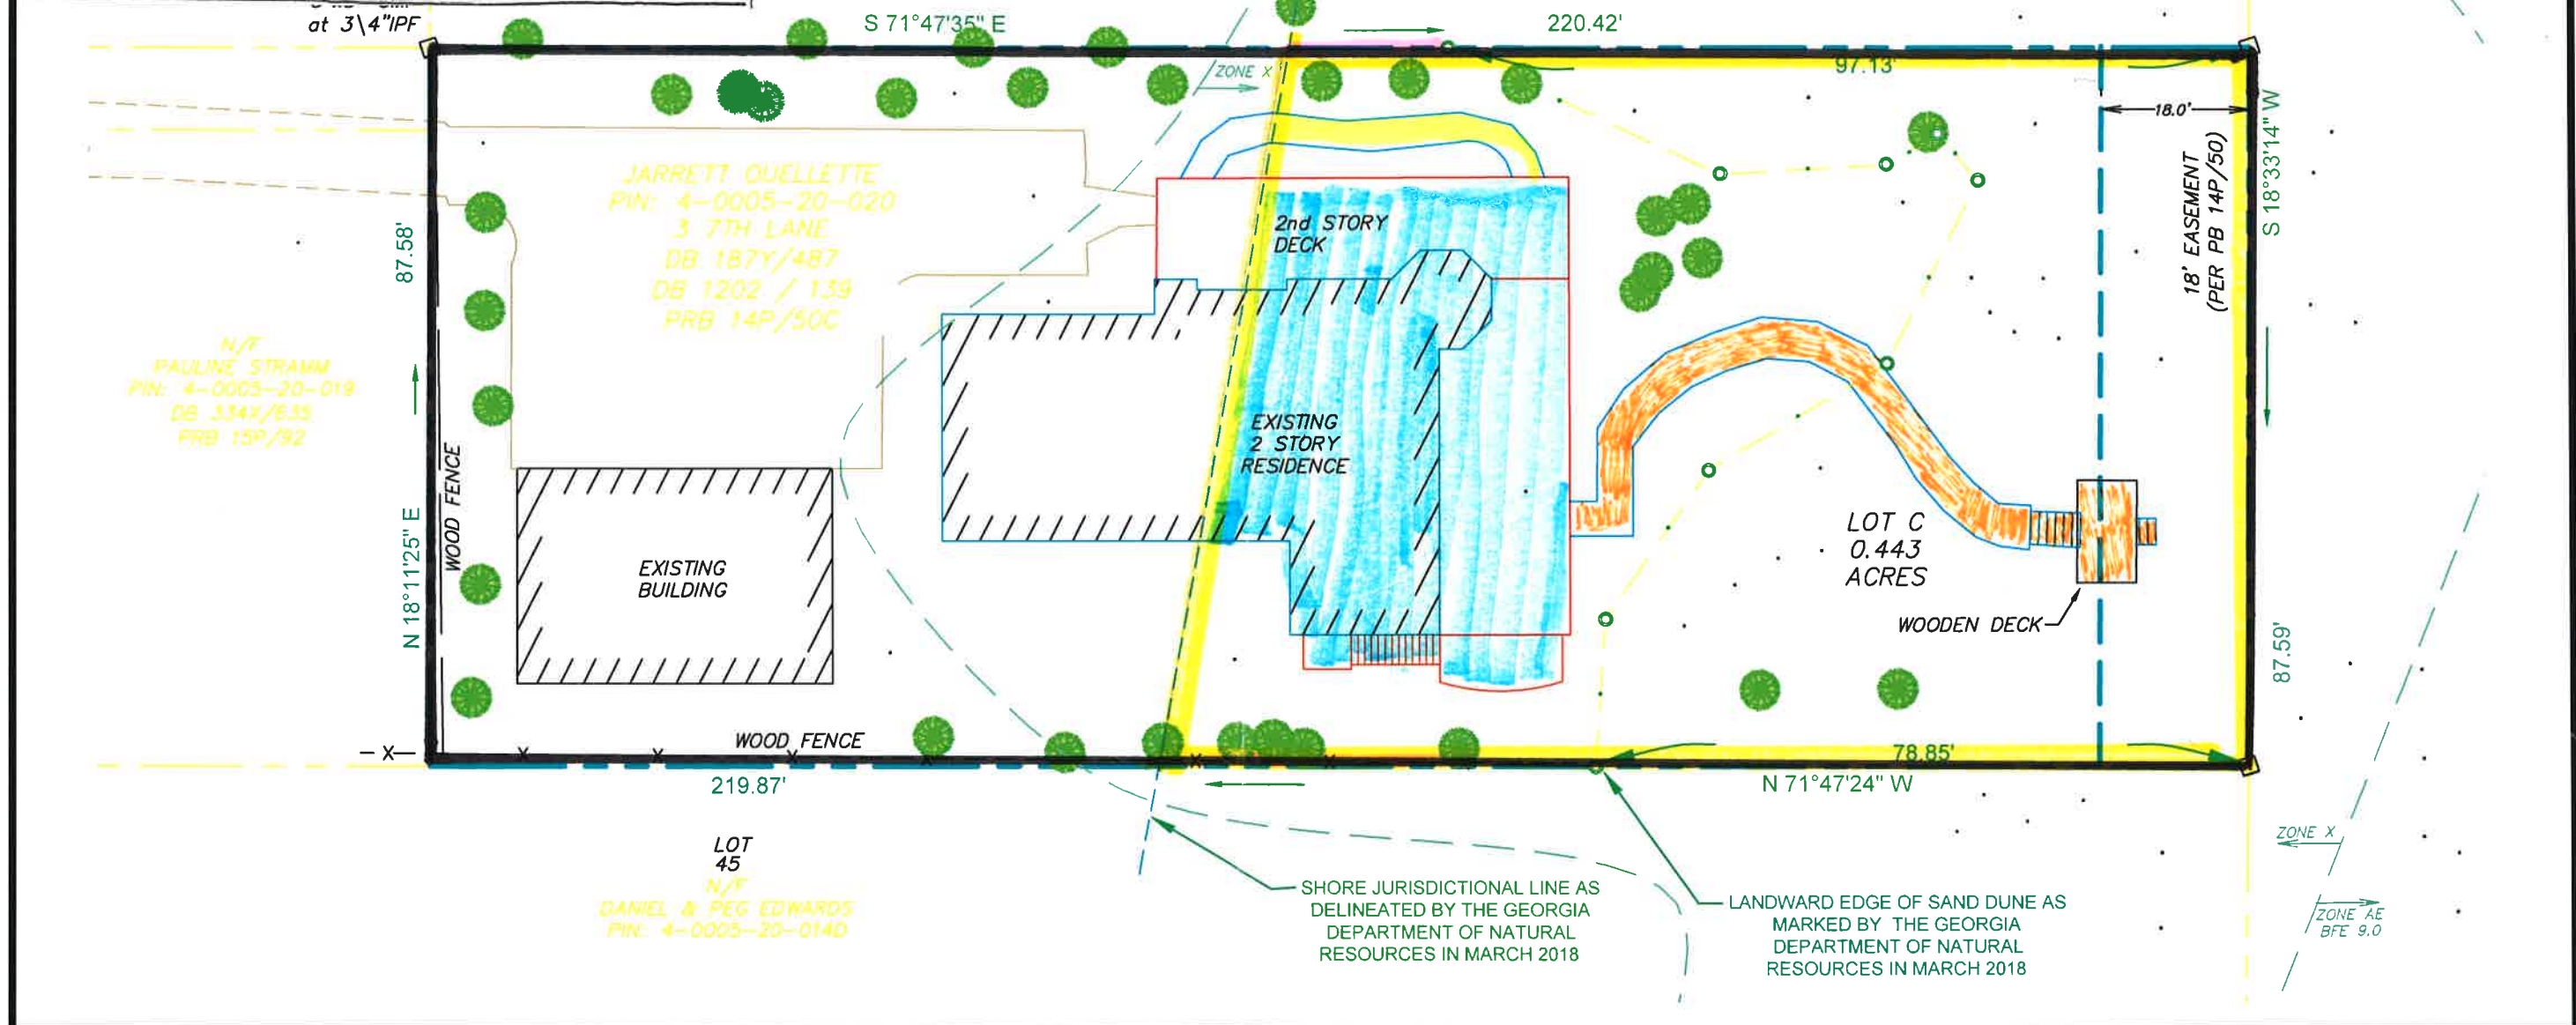 at 3\4"IPF
S 71°47'35" E
220.42'
ZONE X
97.13'
18.0'
S 18°33'14" W
18' EASEMENT
(PER PB 14P/50)
JARRETT OUELLETTE
PIN: 4-0005-20-020
3 7TH LANE
DB 187Y/487
DB 1202 / 139
PRB 14P/50C
2nd STORY
DECK
87.58'
N/F
PAULINE STRAMM
PIN: 4-0005-20-019
DB 334X/635
PRB 15P/92
EXISTING
2 STORY
RESIDENCE
WOOD FENCE
N 18°11'25" E
EXISTING
BUILDING
LOT C
0.443
ACRES
WOODEN DECK
87.59'
X
WOOD FENCE
78.85'
219.87'
N 71°47'24" W
LOT
45
N/F
DANIEL & PEG EDWARDS
PIN: 4-0005-20-014D
SHORE JURISDICTIONAL LINE AS
DELINEATED BY THE GEORGIA
DEPARTMENT OF NATURAL
RESOURCES IN MARCH 2018
LANDWARD EDGE OF SAND DUNE AS
MARKED BY THE GEORGIA
DEPARTMENT OF NATURAL
RESOURCES IN MARCH 2018
ZONE X
ZONE AE
BFE 9.0